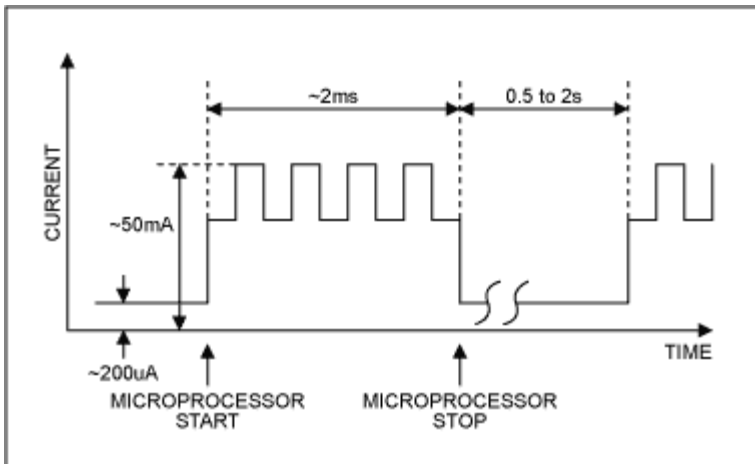 ~2ms
0.5 to 2s
CURRENT
~50mA
~200uA
TIME
MICROPROCESSOR
START
MICROPROCESSOR
STOP